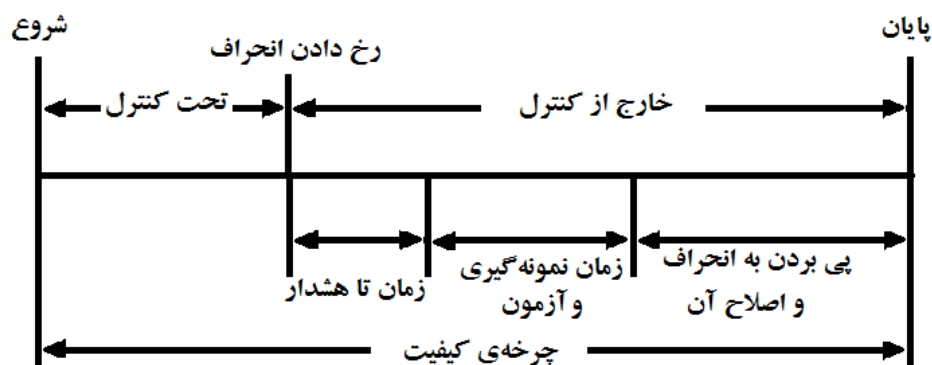 شروع
رخ دادن انحراف
پایان
تحت کنترل
خارج از کنترل
زمان تا هشدار
زمان نمونه‌گیری
و آزمون
پی بردن به انحراف
و اصلاح آن
چرخه‌ی کیفیت